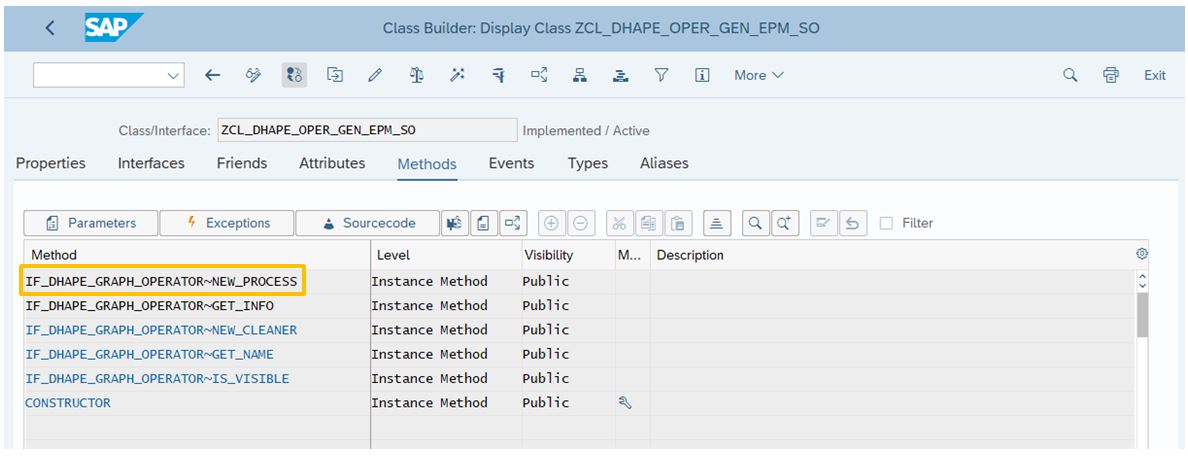 SAP Class Builder: Display Class ZCL_DHAPE_OPER_GEN_EPM_SO
More Exit
Class/Interface: ZCL_DHAPE_OPER_GEN_EPM_SO Implemented / Active
Properties Interfaces Friends Attributes Methods Events Types Aliases
Parameters Exceptions Sourcecode Filter
Method Level Visibility M... Description
IF_DHAPE_GRAPH_OPERATOR~NEW_PROCESS Instance Method Public
IF_DHAPE_GRAPH_OPERATOR~GET_INFO Instance Method Public
IF_DHAPE_GRAPH_OPERATOR~NEW_CLEANER Instance Method Public
IF_DHAPE_GRAPH_OPERATOR~GET_NAME Instance Method Public
IF_DHAPE_GRAPH_OPERATOR~IS_VISIBLE Instance Method Public
CONSTRUCTOR Instance Method Public